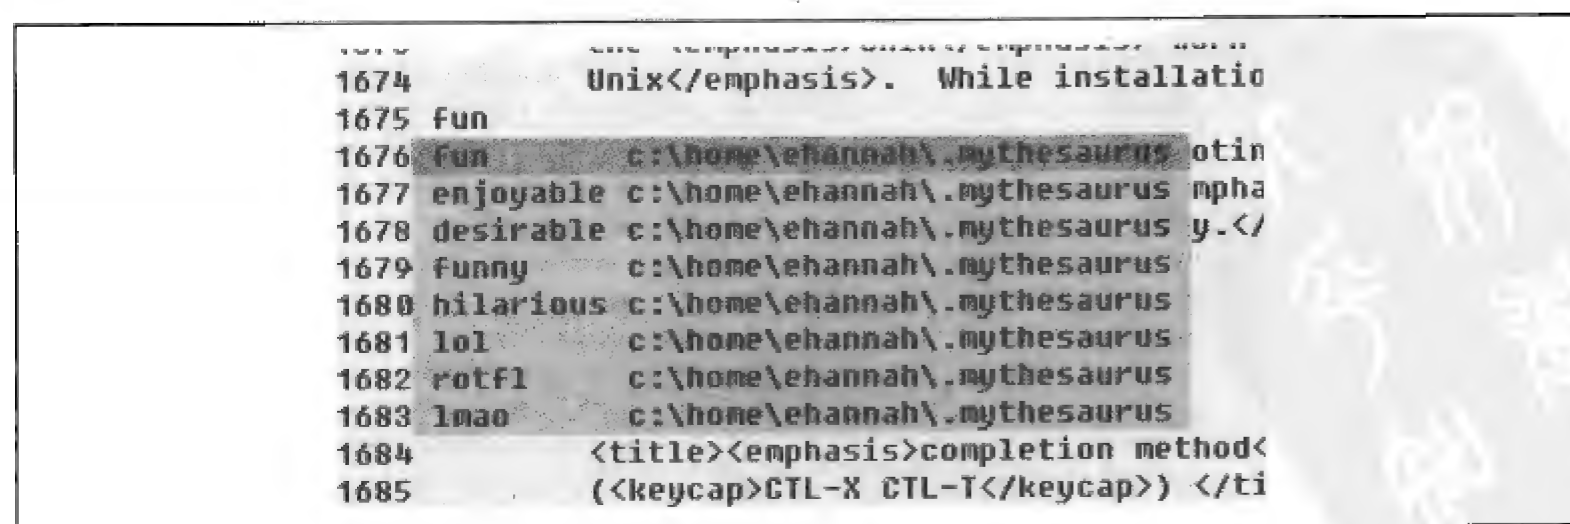 1674 Unix</emphasis>. While installatio
1675 fun
1676 fun c:\home\ehannah\.mythesaurus otin
1677 enjoyable c:\home\ehannah\.mythesaurus mpha
1678 desirable c:\home\ehannah\.mythesaurus y.</
1679 funny c:\home\ehannah\.mythesaurus
1680 hilarious c:\home\ehannah\.mythesaurus
1681 lol c:\home\ehannah\.mythesaurus
1682 rotfl c:\home\ehannah\.mythesaurus
1683 lmao c:\home\ehannah\.mythesaurus
1684 <title><emphasis>completion method<
1685 (<keycap>CTL-X CTL-T</keycap>) </ti